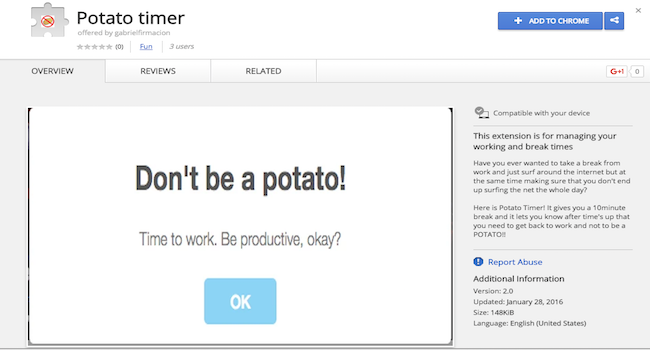 Potato timer
offered by gabrielfirmacion
(0) Fun 3 users
+ ADD TO CHROME
OVERVIEW REVIEWS RELATED
G+1 0
Don't be a potato!
Time to work. Be productive, okay?
OK
Compatible with your device
This extension is for managing your
working and break times
Have you ever wanted to take a break from
work and just surf around the internet but at
the same time making sure that you don't end
up surfing the net the whole day?
Here is Potato Timer! It gives you a 10minute
break and it lets you know after time's up that
you need to get back to work and not to be a
POTATO!!
Report Abuse
Additional Information
Version: 2.0
Updated: January 28, 2016
Size: 148KiB
Language: English (United States)